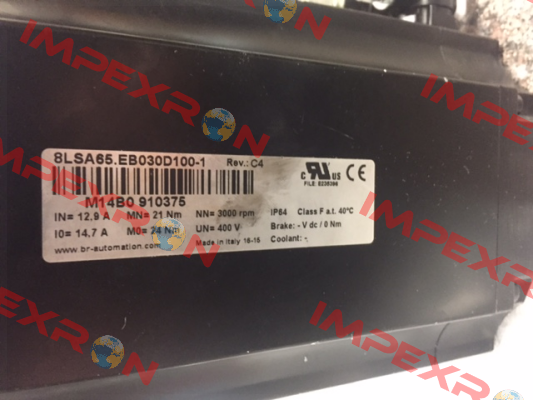 IMPEXRON
8LSA65.EB030D100-1 Rev.: C4
M14B0 910375
IN= 12,9 A MN= 21 Nm NN= 3000 rpm IP64 Class F a.t. 40°C
I0= 14,7 A M0= 24 Nm UN= 400 V Brake: - V dc / 0 Nm
www.br-automation.com Made in Italy 16-15 Coolant: -
C RU US CE
FILE: E235396
IMPEXRON
IMPEXRON
IMPEXRON
IMPEXRON